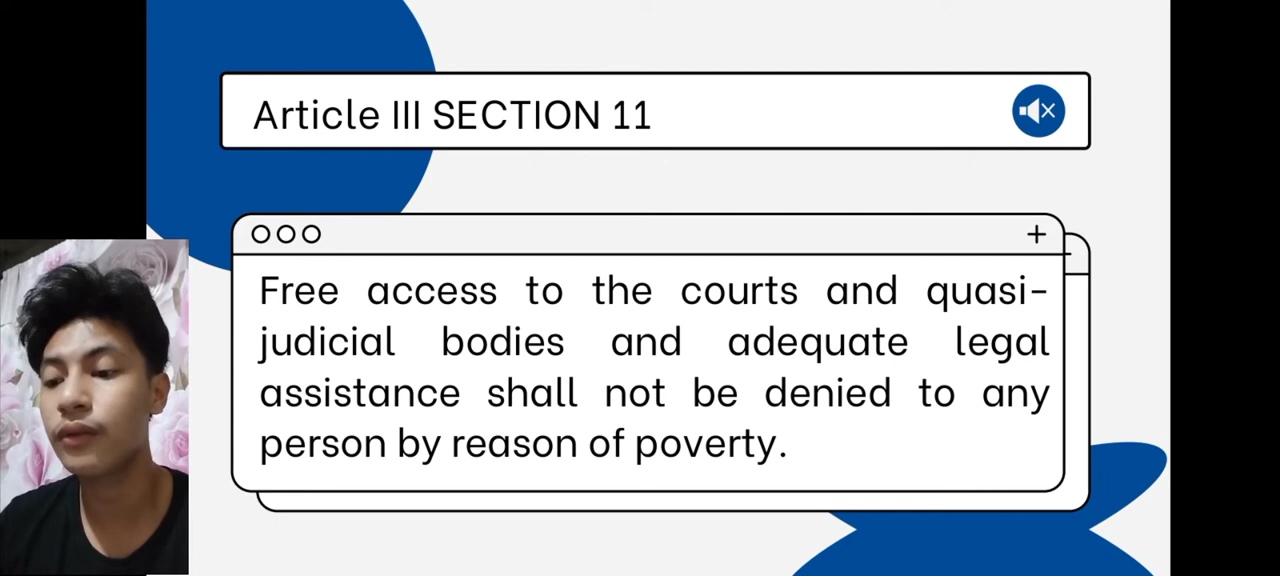 Article III SECTION 11
Free access to the courts and quasi-
judicial bodies and adequate legal
assistance shall not be denied to any
person by reason of poverty.